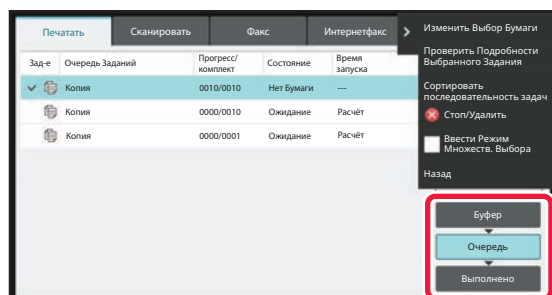 Печатать Сканировать Факс Интернетфакс
Зад-е Очередь Заданий Прогресс/ Состояние Время
комплект запуска
Копия 0010/0010 Нет Бумаги ---
Копия 0000/0010 Ожидание Расчёт
Копия 0000/0001 Ожидание Расчёт
Изменить Выбор Бумаги
Проверить Подробности
Выбранного Задания
Сортировать
последовательность задач
Стоп/Удалить
Ввести Режим
Множеств. Выбора
Назад
Буфер
Очередь
Выполнено